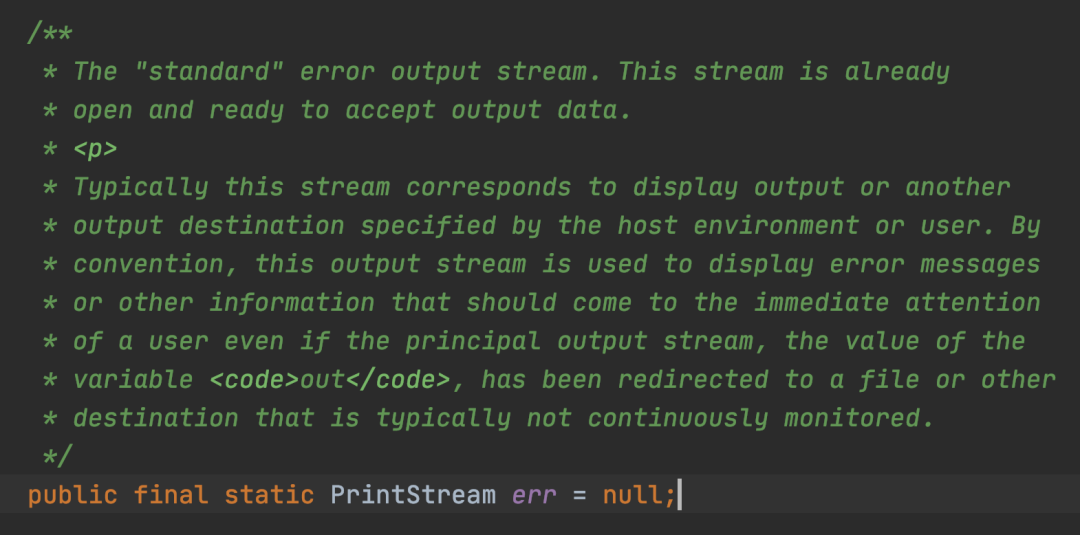 /**
* The "standard" error output stream. This stream is already
* open and ready to accept output data.
* <p>
* Typically this stream corresponds to display output or another
* output destination specified by the host environment or user. By
* convention, this output stream is used to display error messages
* or other information that should come to the immediate attention
* of a user even if the principal output stream, the value of the
* variable <code>out</code>, has been redirected to a file or other
* destination that is typically not continuously monitored.
*/
public final static PrintStream err = null;